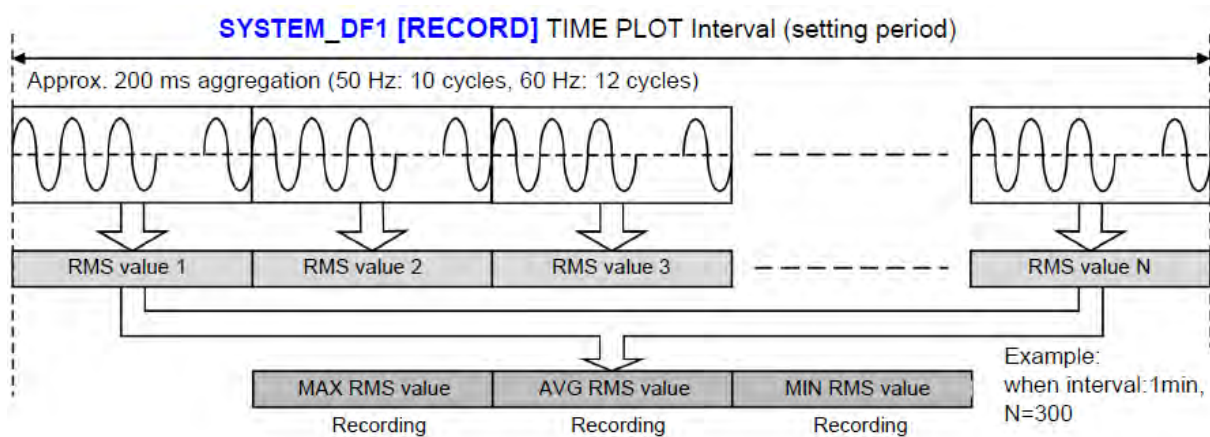 SYSTEM_DF1 [RECORD] TIME PLOT Interval (setting period)
Approx. 200 ms aggregation (50 Hz: 10 cycles, 60 Hz: 12 cycles)
RMS value 1
RMS value 2
RMS value 3
RMS value N
MAX RMS value
AVG RMS value
MIN RMS value
Recording
Recording
Recording
Example:
when interval:1min,
N=300